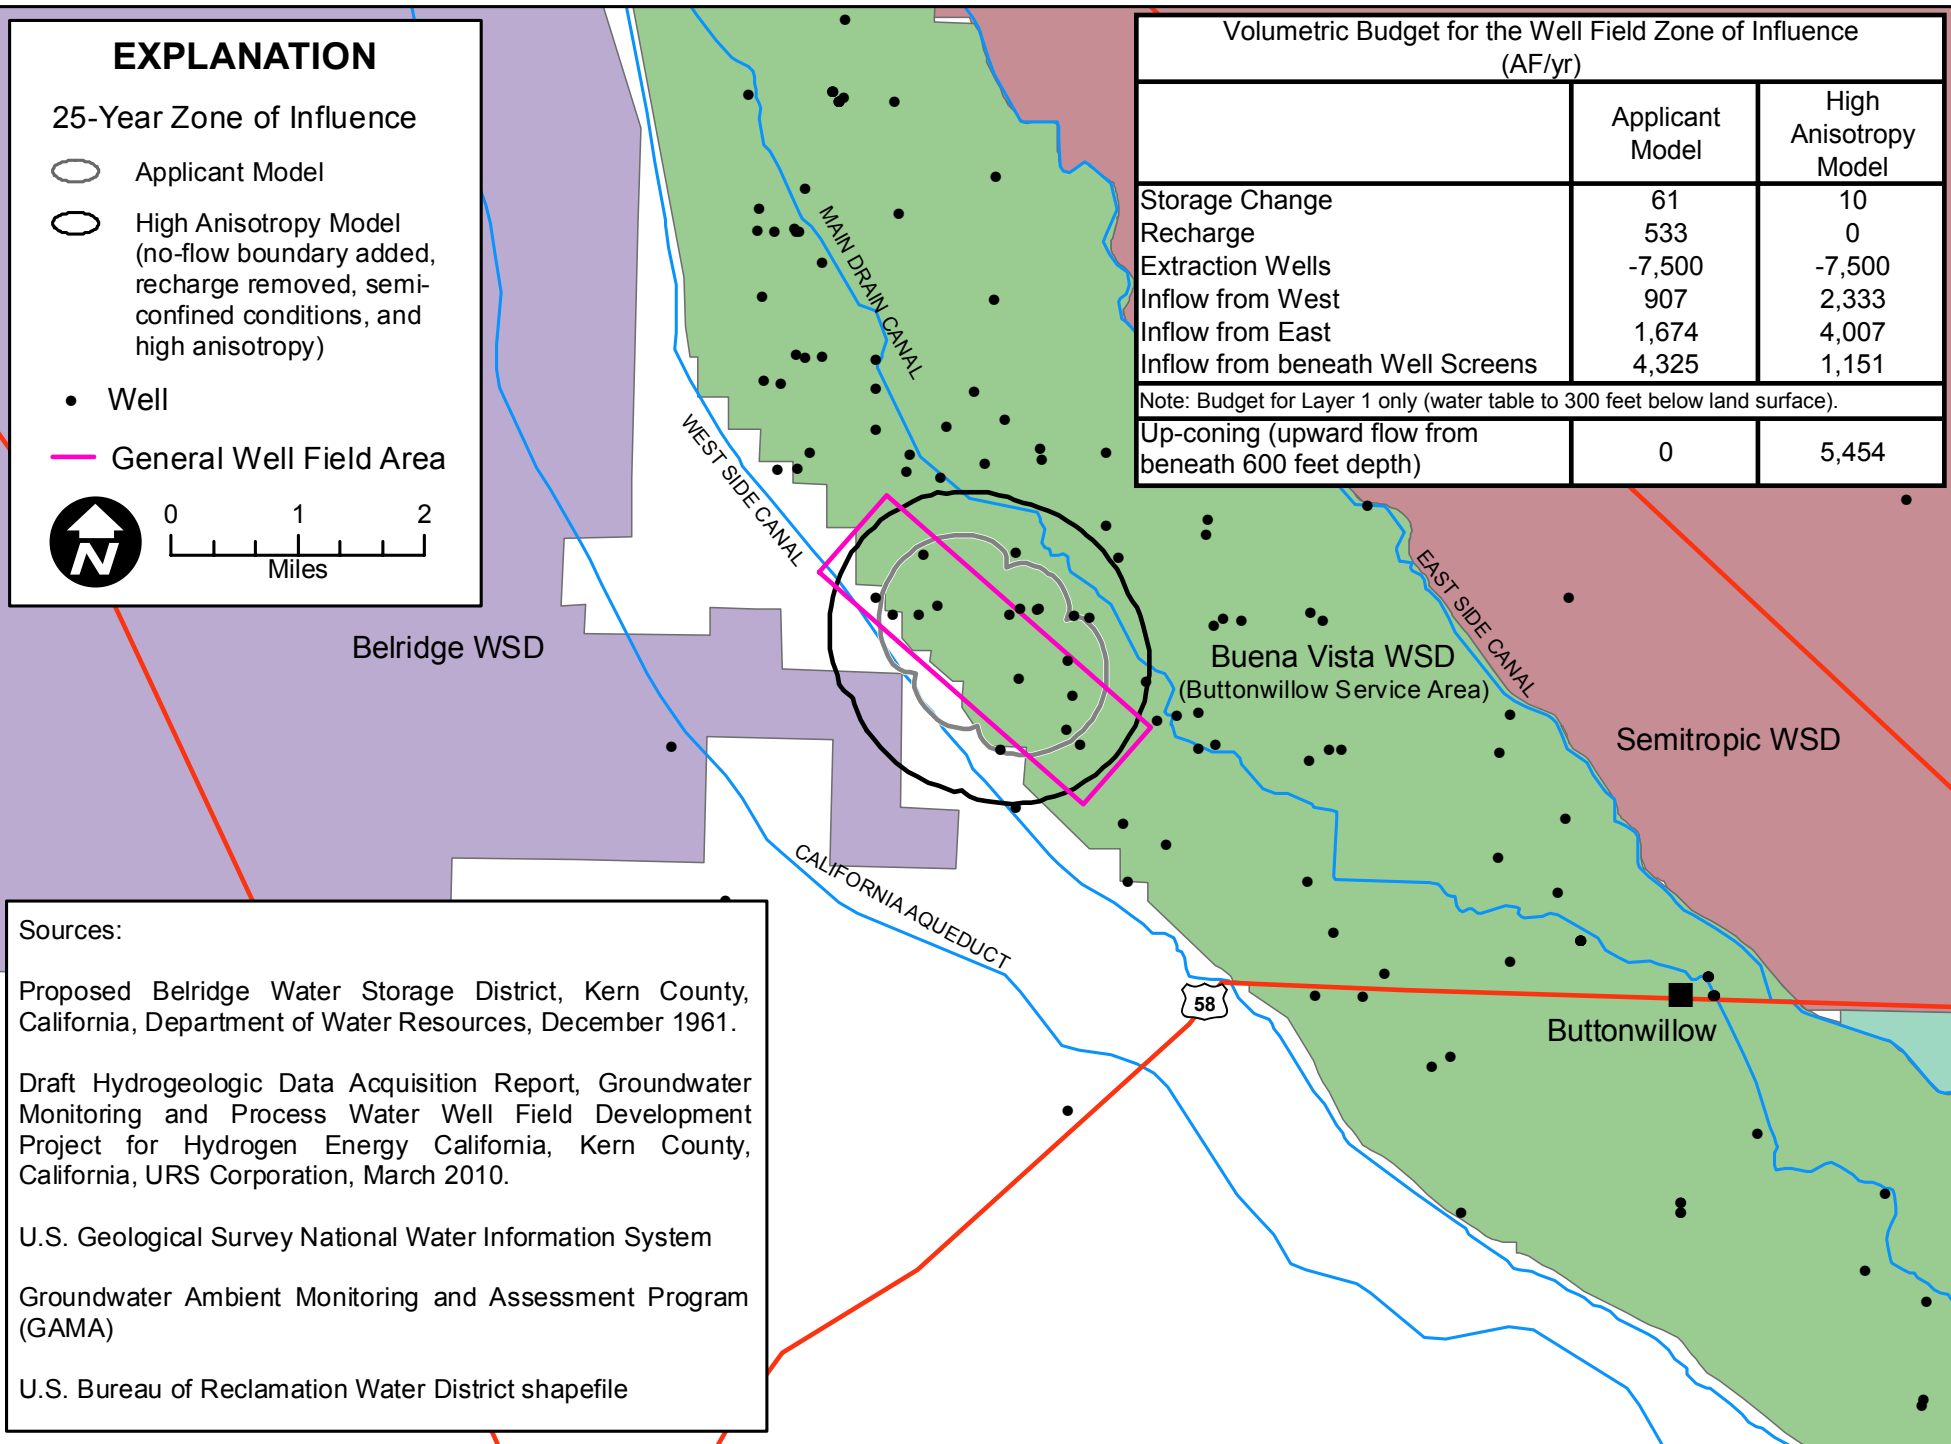 EXPLANATION
25-Year Zone of Influence
Applicant Model
High Anisotropy Model
(no-flow boundary added,
recharge removed, semi-
confined conditions, and
high anisotropy)
Well
General Well Field Area
N
0 1 2
Miles
Volumetric Budget for the Well Field Zone of Influence
(AF/yr)
Applicant
Model
High
Anisotropy
Model
Storage Change 61 10
Recharge 533 0
Extraction Wells -7,500 -7,500
Inflow from West 907 2,333
Inflow from East 1,674 4,007
Inflow from beneath Well Screens 4,325 1,151
Note: Budget for Layer 1 only (water table to 300 feet below land surface).
Up-coning (upward flow from
beneath 600 feet depth) 0 5,454
MAIN DRAIN CANAL
WEST SIDE CANAL
EAST SIDE CANAL
Belridge WSD
Buena Vista WSD
(Buttonwillow Service Area)
Semitropic WSD
CALIFORNIA AQUEDUCT
58
Buttonwillow
Sources:
Proposed Belridge Water Storage District, Kern County,
California, Department of Water Resources, December 1961.
Draft Hydrogeologic Data Acquisition Report, Groundwater
Monitoring and Process Water Well Field Development
Project for Hydrogen Energy California, Kern County,
California, URS Corporation, March 2010.
U.S. Geological Survey National Water Information System
Groundwater Ambient Monitoring and Assessment Program
(GAMA)
U.S. Bureau of Reclamation Water District shapefile